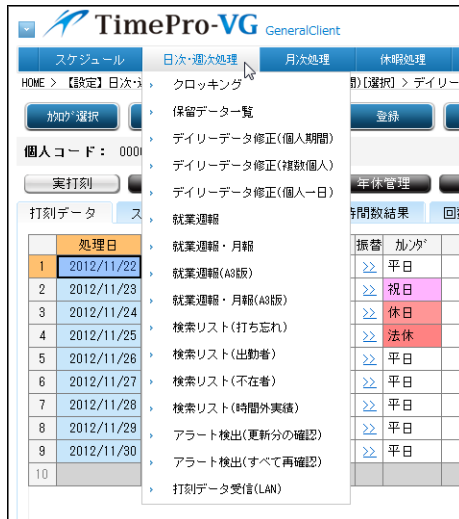 TimePro-VG GeneralClient
スケジュール 日次・週次処理 月次処理 休暇処理
HOME > 【設定】日次・ 間)[選択] > デイリー
ｶﾀﾛｸﾞ選択 登録
個人コード: 000
実打刻 年休管理
打刻データ ス 時間数結果 回
処理日 振替 ｶﾚﾝﾀﾞ
クロッキング
保留データ一覧
デイリーデータ修正(個人期間)
デイリーデータ修正(複数個人)
デイリーデータ修正(個人一日)
就業週報
就業週報・月報
就業週報(A3版)
就業週報・月報(A3版)
検索リスト(打ち忘れ)
検索リスト(出勤者)
検索リスト(不在者)
検索リスト(時間外実績)
アラート検出(更新分の確認)
アラート検出(すべて再確認)
打刻データ受信(LAN)
1 2012/11/22 >> 平日
2 2012/11/23 >> 祝日
3 2012/11/24 >> 休日
4 2012/11/25 >> 法休
5 2012/11/26 >> 平日
6 2012/11/27 >> 平日
7 2012/11/28 >> 平日
8 2012/11/29 >> 平日
9 2012/11/30 >> 平日
10